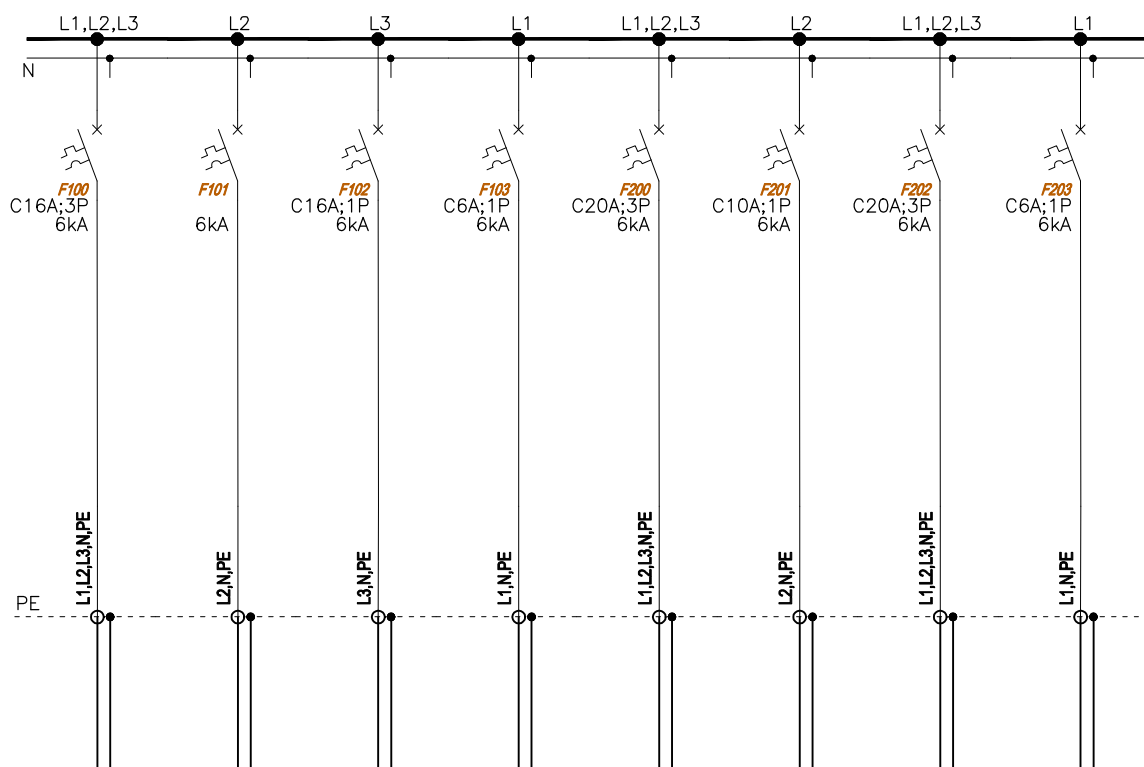 L1,L2,L3 L2 L3 L1 L1,L2,L3 L2 L1,L2,L3 L1
N
F100 F101 F102 F103 F200 F201 F202 F203
C16A;3P C16A;1P C6A;1P C20A;3P C10A;1P C20A;3P C6A;1P
6kA 6kA 6kA 6kA 6kA 6kA 6kA 6kA
L1,L2,L3,N,PE
L2,N,PE
L3,N,PE
L1,N,PE
L1,L2,L3,N,PE
L2,N,PE
L1,L2,L3,N,PE
L1,N,PE
PE